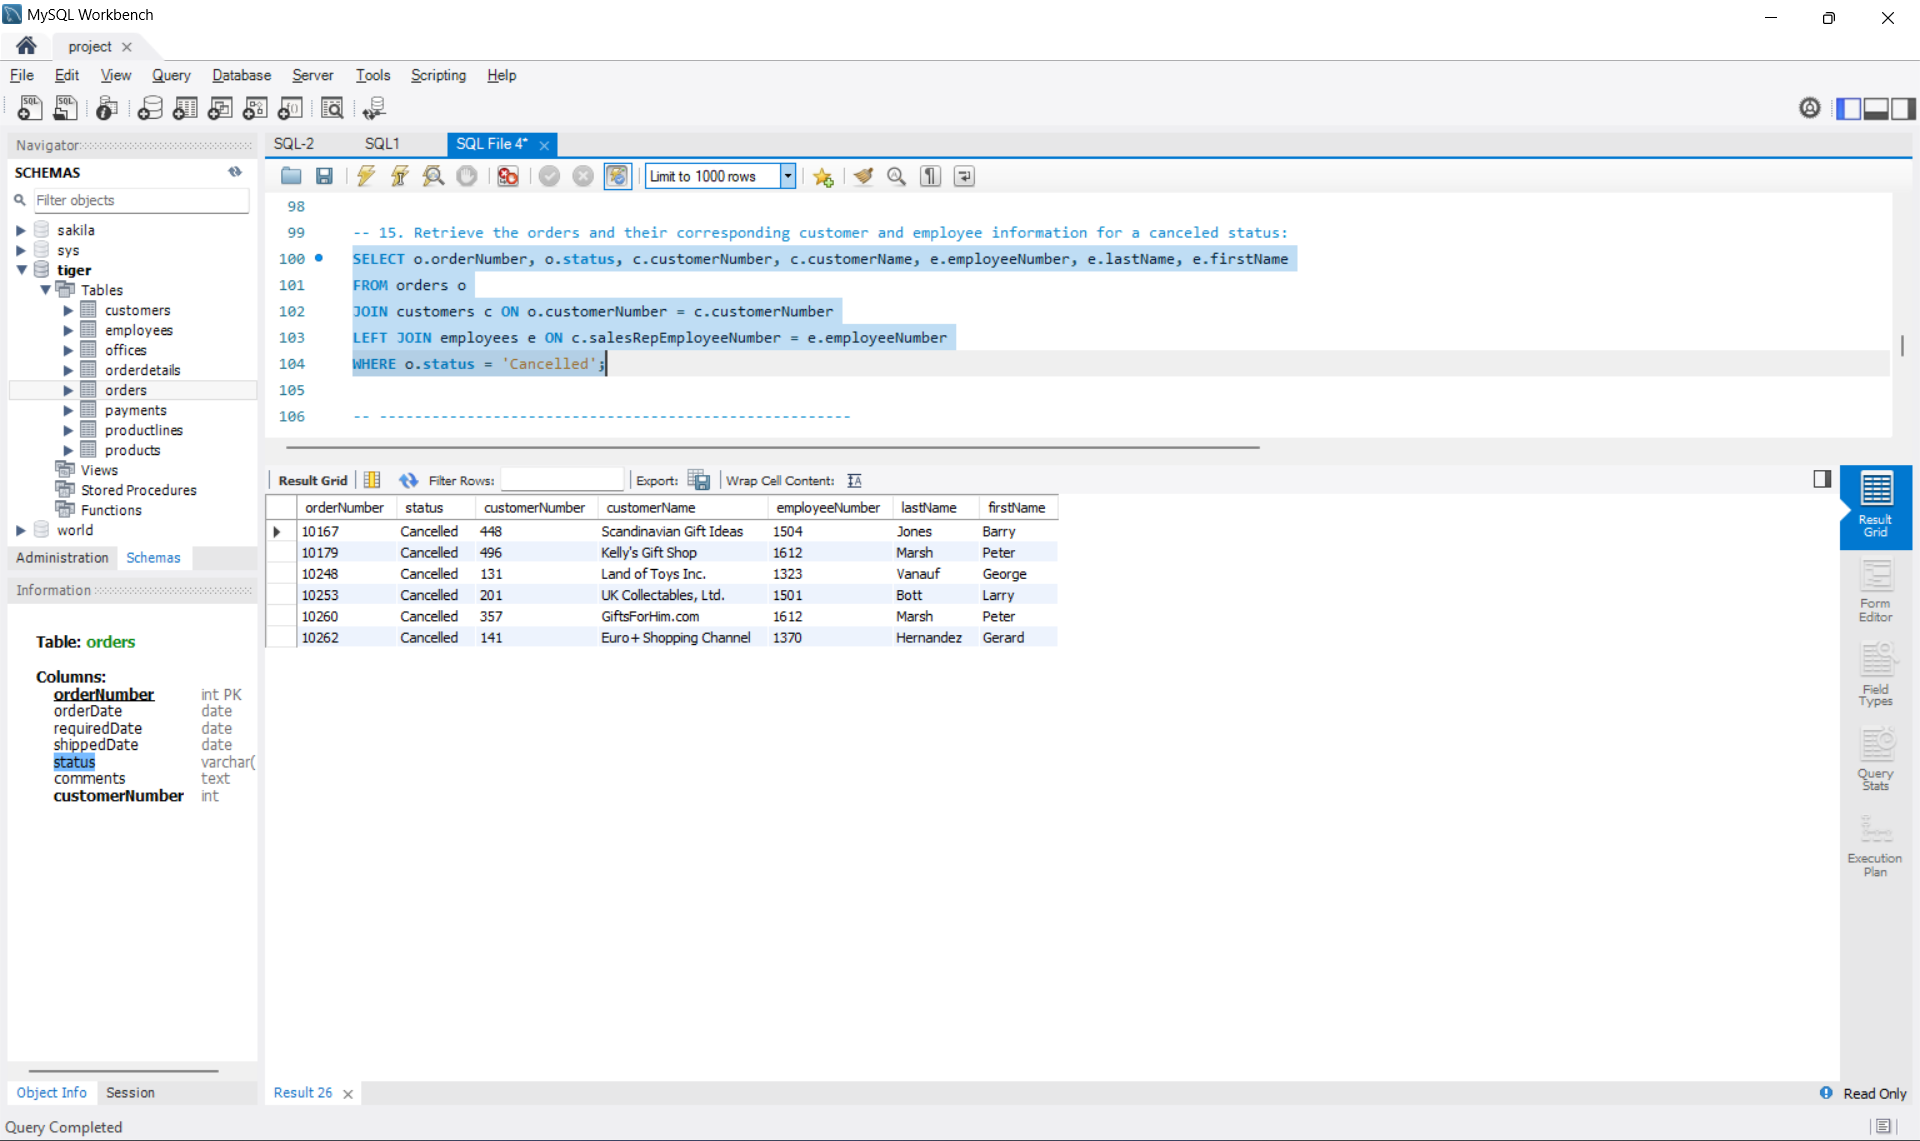 MySQL Workbench
project
File Edit View Query Database Server Tools Scripting Help
Navigator
SCHEMAS
Filter objects
sakila
sys
tiger
Tables
customers
employees
offices
orderdetails
orders
payments
productlines
products
Views
Stored Procedures
Functions
world
Administration Schemas
Information
Table: orders
Columns:
orderNumber int PK
orderDate date
requiredDate date
shippedDate date
status varchar(
comments text
customerNumber int
Object Info Session
SQL-2 SQL1 SQL File 4*
Limit to 1000 rows
98
99 -- 15. Retrieve the orders and their corresponding customer and employee information for a canceled status:
100 SELECT o.orderNumber, o.status, c.customerNumber, c.customerName, e.employeeNumber, e.lastName, e.firstName
101 FROM orders o
102 JOIN customers c ON o.customerNumber = c.customerNumber
103 LEFT JOIN employees e ON c.salesRepEmployeeNumber = e.employeeNumber
104 WHERE o.status = 'Cancelled';
105
106 -- ------------------------------------------------------
Result Grid Filter Rows: Export: Wrap Cell Content:
orderNumber status customerNumber customerName employeeNumber lastName firstName
10167 Cancelled 448 Scandinavian Gift Ideas 1504 Jones Barry
10179 Cancelled 496 Kelly's Gift Shop 1612 Marsh Peter
10248 Cancelled 131 Land of Toys Inc. 1323 Vanauf George
10253 Cancelled 201 UK Collectables, Ltd. 1501 Bott Larry
10260 Cancelled 357 GiftsForHim.com 1612 Marsh Peter
10262 Cancelled 141 Euro+ Shopping Channel 1370 Hernandez Gerard
Result
Grid
Form
Editor
Field
Types
Query
Stats
Execution
Plan
Result 26
Read Only
Query Completed